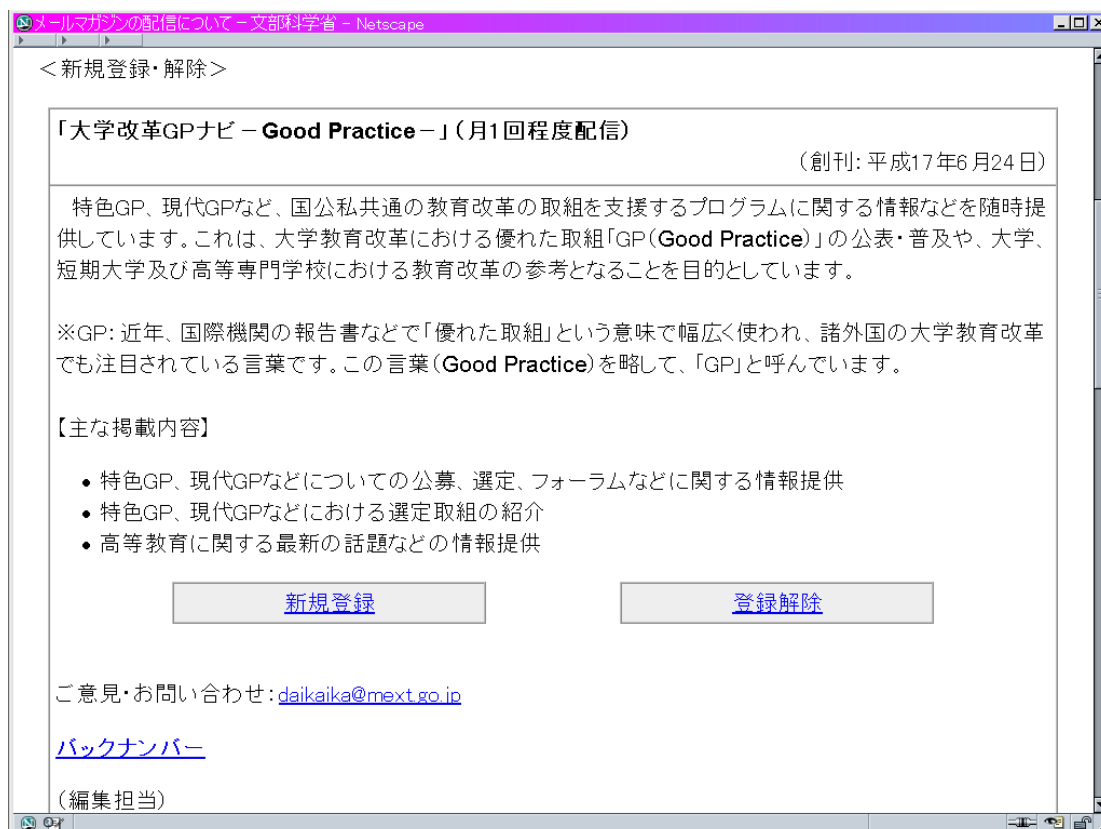 メールマガジンの配信について－文部科学省 - Netscape
＜新規登録・解除＞
「大学改革GPナビ－Good Practice－」（月1回程度配信）
（創刊：平成17年6月24日）
特色GP、現代GPなど、国公私共通の教育改革の取組を支援するプログラムに関する情報などを随時提
供しています。これは、大学教育改革における優れた取組「GP（Good Practice）」の公表・普及や、大学、
短期大学及び高等専門学校における教育改革の参考となることを目的としています。
※GP：近年、国際機関の報告書などで「優れた取組」という意味で幅広く使われ、諸外国の大学教育改革
でも注目されている言葉です。この言葉（Good Practice）を略して、「GP」と呼んでいます。
【主な掲載内容】
• 特色GP、現代GPなどについての公募、選定、フォーラムなどに関する情報提供
• 特色GP、現代GPなどにおける選定取組の紹介
• 高等教育に関する最新の話題などの情報提供
新規登録
登録解除
ご意見・お問い合わせ：daikaika@mext.go.jp
バックナンバー
（編集担当）